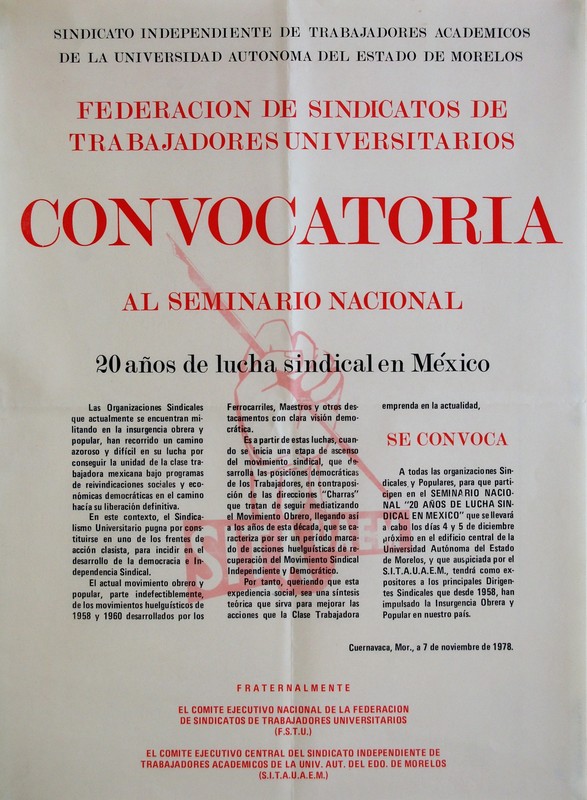 SINDICATO INDEPENDIENTE DE TRABAJADORES ACADEMICOS
DE LA UNIVERSIDAD AUTONOMA DEL ESTADO DE MORELOS
FEDERACION DE SINDICATOS DE
TRABAJADORES UNIVERSITARIOS
CONVOCATORIA
AL SEMINARIO NACIONAL
20 años de lucha sindical en México
Las Organizaciones Sindicales
que actualmente se encuentran mi-
litando en la insurgencia obrera y
popular, han recorrido un camino
azoroso y difícil en su lucha por
conseguir la unidad de la clase tra-
bajadora mexicana bajo programas
de reivindicaciones sociales y eco-
nómicas democráticas en el camino
hacía su liberación definitiva.
En este contexto, el Sindica-
lismo Universitario pugna por con-
stituirse en uno de los frentes de
acción clasista, para incidir en el
desarrollo de la democracia e In-
dependencia Sindical.
El actual movimiento obrero y
popular, parte indefectiblemente,
de los movimientos huelguísticos de
1958 y 1960 desarrollados por los
Ferrocarriles, Maestros y otros des-
tacamentos con clara visión demo-
crática.
Es a partir de estas luchas, cuan-
do se inicia una etapa de ascenso
del movimiento sindical, que de-
sarrolla las posiciones democráticas
de los Trabajadores, en contraposi-
ción de las direcciones "Charras"
que tratan de seguir mediatizando
el Movimiento Obrero, llegando así
a los años de esta década, que se ca-
racteriza por ser un período marca-
do de acciones huelguísticas de re-
cuperación del Movimiento Sindical
Independiente y Democrático.
Por tanto, queriendo que esta
expediencia social, sea una síntesis
teórica que sirva para mejorar las
acciones que la Clase Trabajadora
emprenda en la actualidad,
SE CONVOCA
A todas las organizaciones Sin-
dicales y Populares, para que parti-
cipen en el SEMINARIO NACIO-
NAL "20 AÑOS DE LUCHA SIN-
DICAL EN MEXICO" que se llevará
a cabo los días 4 y 5 de diciembre
próximo en el edificio central de la
Universidad Autónoma del Estado
de Morelos, y que auspiciada por el
S.I.T.A.U.A.E.M., tendrá como ex-
positores a los principales Dirigen-
tes Sindicales que desde 1958, han
impulsado la Insurgencia Obrera y
Popular en nuestro país.
Cuernavaca, Mor., a 7 de noviembre de 1978.
FRATERNALMENTE
EL COMITE EJECUTIVO NACIONAL DE LA FEDERACION
DE SINDICATOS DE TRABAJADORES UNIVERSITARIOS
(F.S.T.U.)
EL COMITE EJECUTIVO CENTRAL DEL SINDICATO INDEPENDIENTE DE
TRABAJADORES ACADEMICOS DE LA UNIV. AUT. DEL EDO. DE MORELOS
(S.I.T.A.U.A.E.M.)